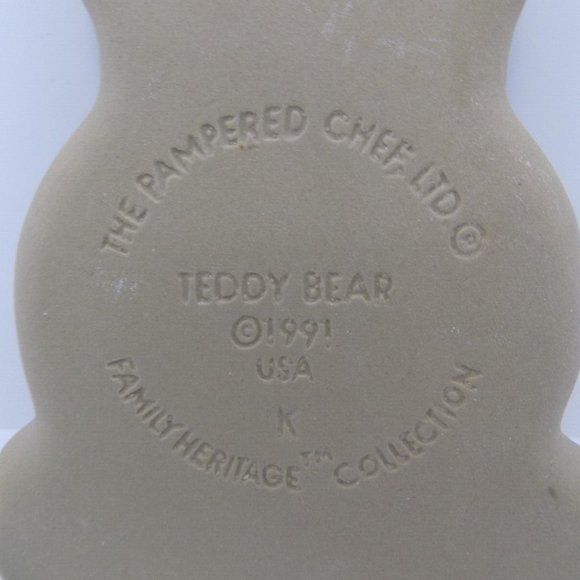 THE PAMPERED CHEF, LTD.©
TEDDY BEAR
©1991
USA
K
FAMILY HERITAGE™ COLLECTION